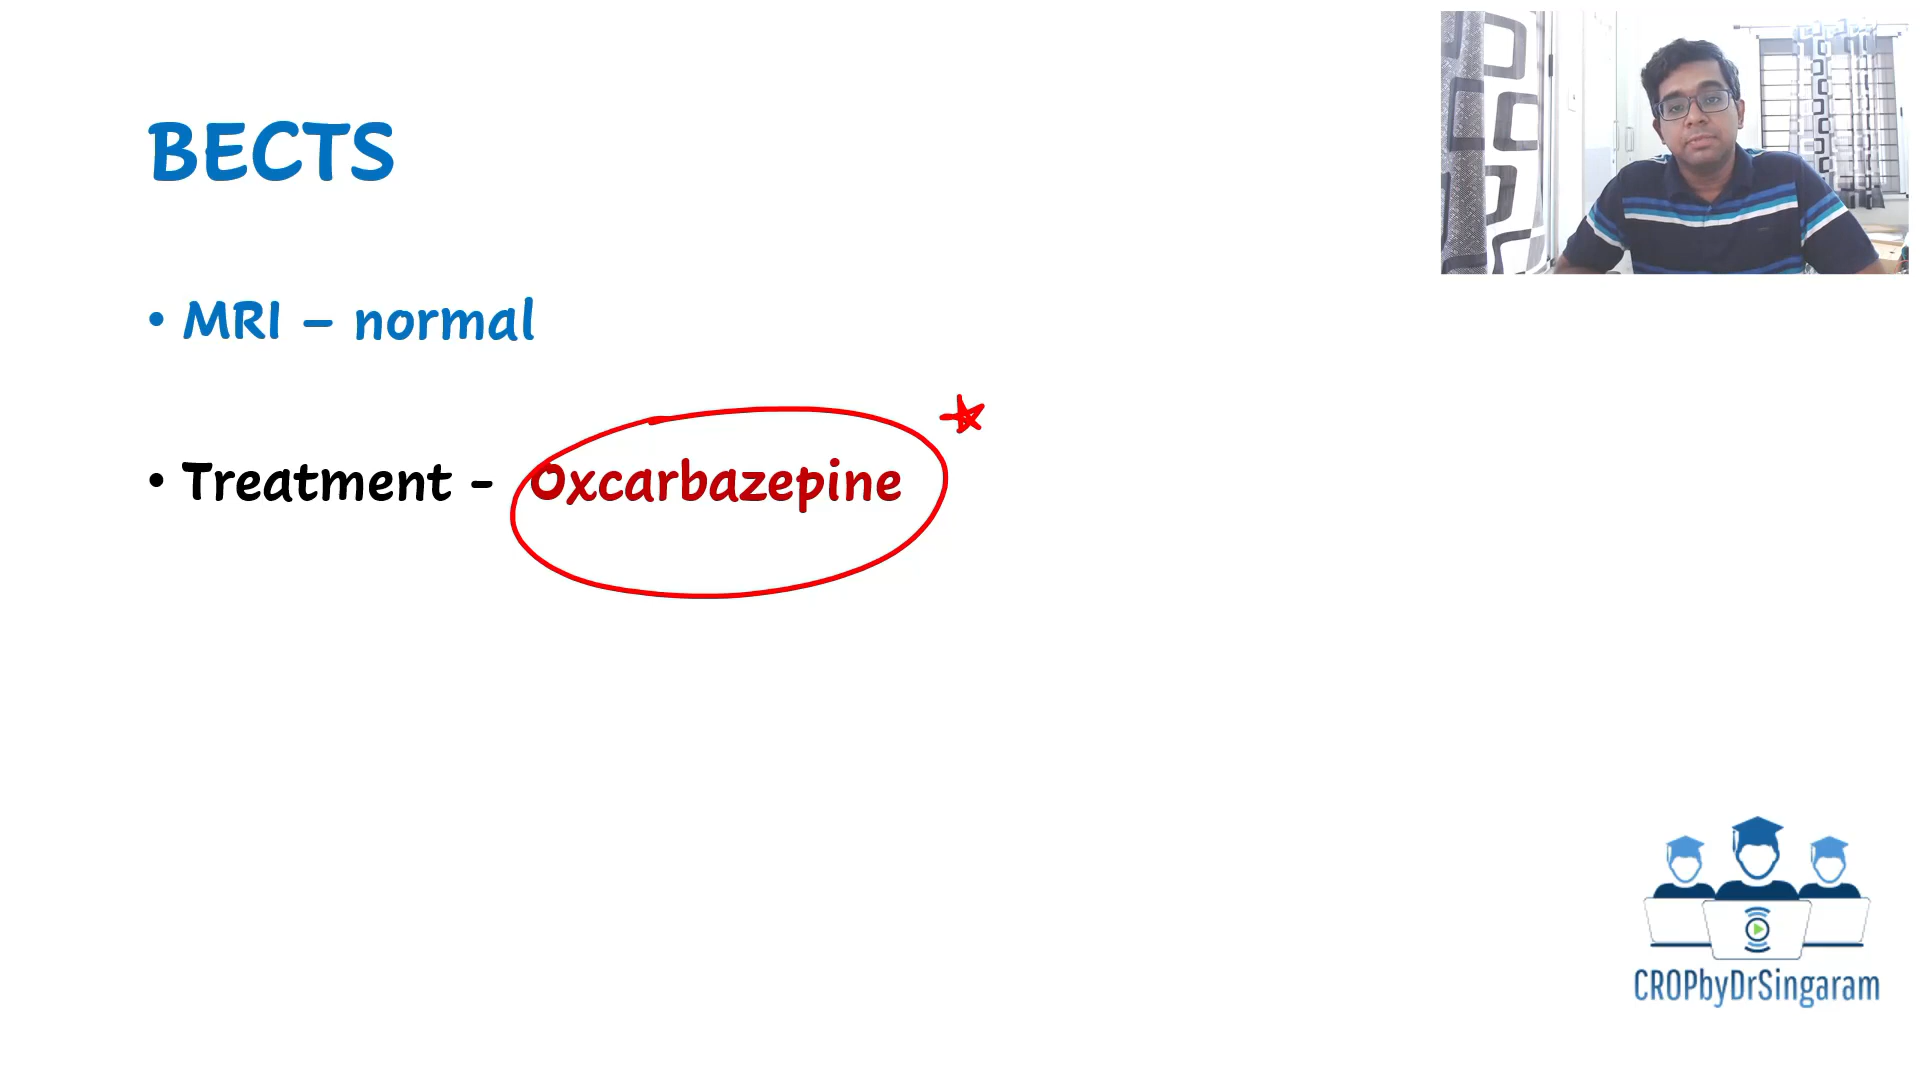 BECTS
• MRI – normal
• Treatment - Oxcarbazepine
CROPbyDrSingaram